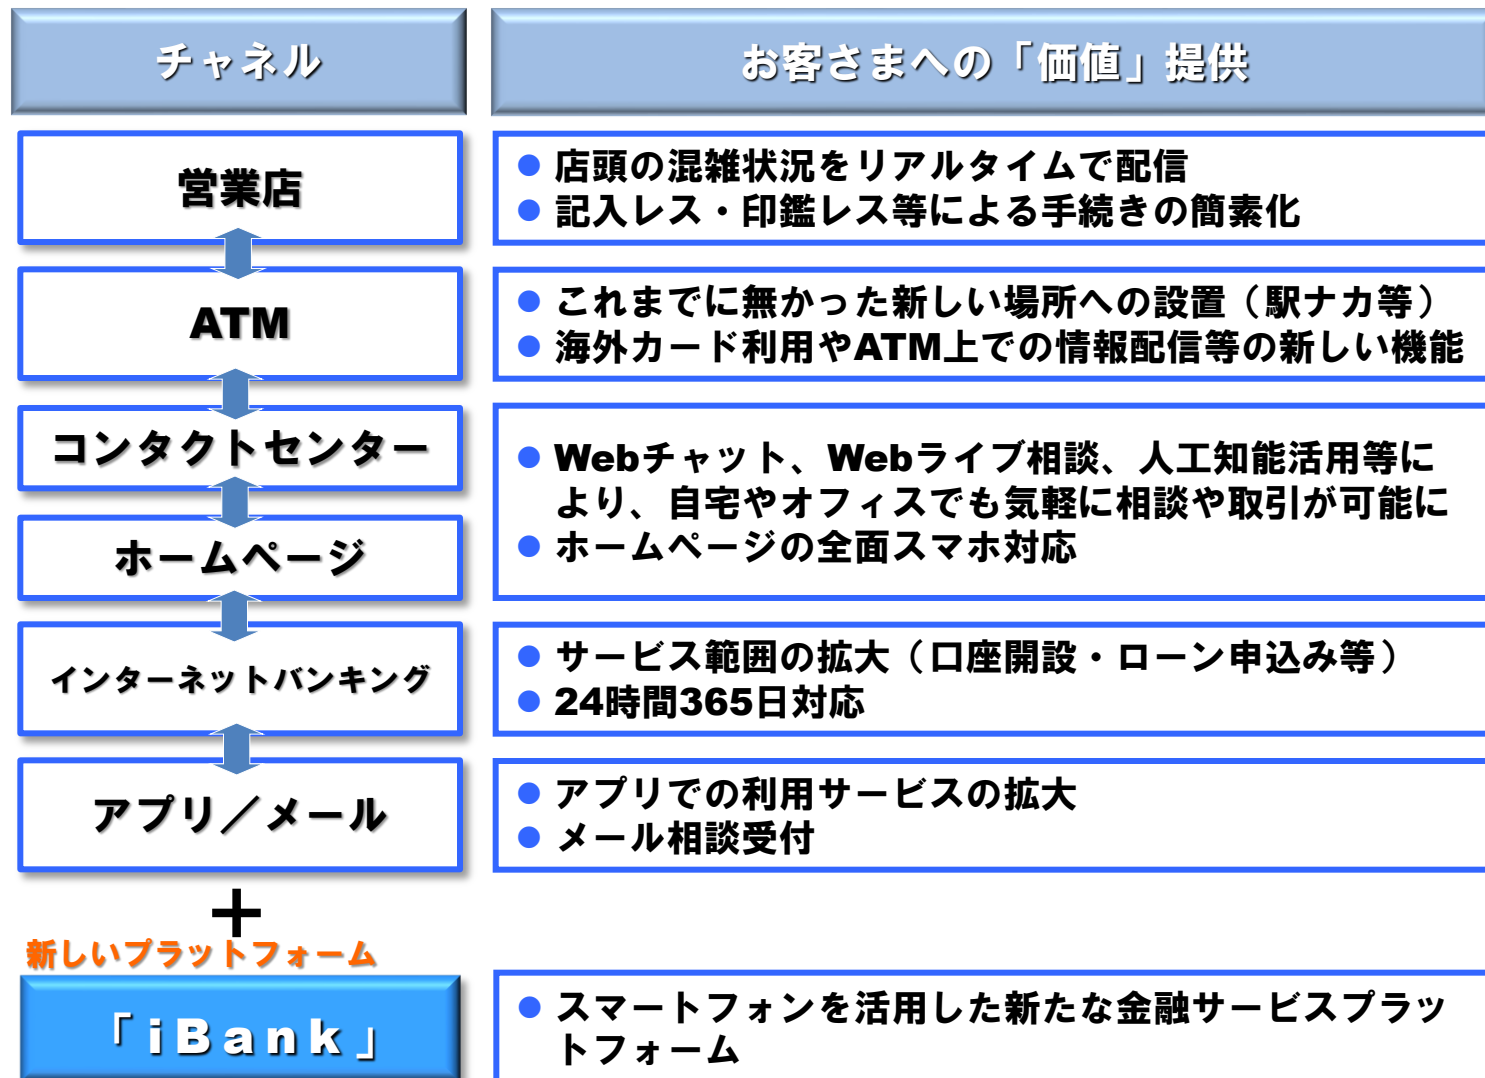 チャネル
お客さまへの「価値」提供
営業店
● 店頭の混雑状況をリアルタイムで配信
● 記入レス・印鑑レス等による手続きの簡素化
ATM
● これまでに無かった新しい場所への設置（駅ナカ等）
● 海外カード利用やATM上での情報配信等の新しい機能
コンタクトセンター
ホームページ
● Webチャット、Webライブ相談、人工知能活用等に
より、自宅やオフィスでも気軽に相談や取引が可能に
● ホームページの全面スマホ対応
インターネットバンキング
● サービス範囲の拡大（口座開設・ローン申込み等）
● 24時間365日対応
アプリ／メール
● アプリでの利用サービスの拡大
● メール相談受付
＋
新しいプラットフォーム
「iBank」
● スマートフォンを活用した新たな金融サービスプラッ
トフォーム